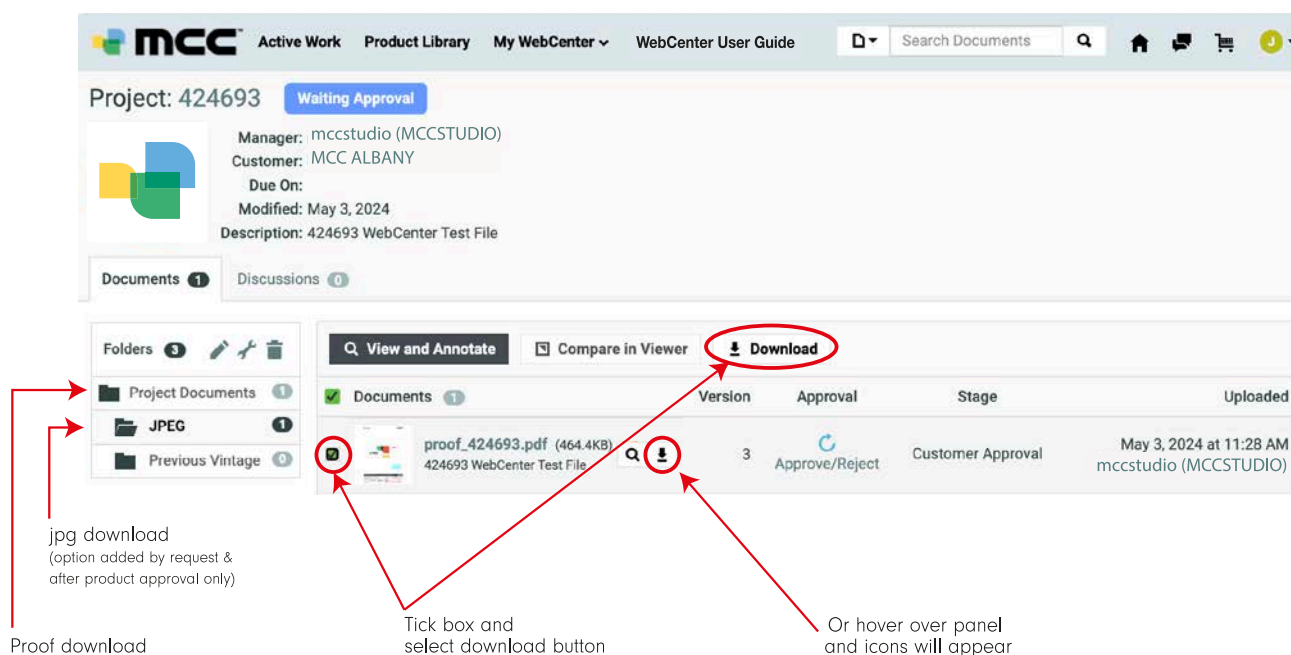 mcc Active Work Product Library My WebCenter WebCenter User Guide Search Documents J
Project: 424693 Waiting Approval
Manager: mccstudio (MCCSTUDIO)
Customer: MCC ALBANY
Due On:
Modified: May 3, 2024
Description: 424693 WebCenter Test File
Documents 1 Discussions 0
Folders 3 View and Annotate Compare in Viewer Download
Project Documents 1 Documents 1 Version Approval Stage Uploaded
JPEG 1
Previous Vintage 0
proof_424693.pdf (464.4KB) 3 Customer Approval May 3, 2024 at 11:28 AM
424693 WebCenter Test File Approve/Reject mccstudio (MCCSTUDIO)
jpg download
(option added by request &
after product approval only)
Proof download
Tick box and
select download button
Or hover over panel
and icons will appear